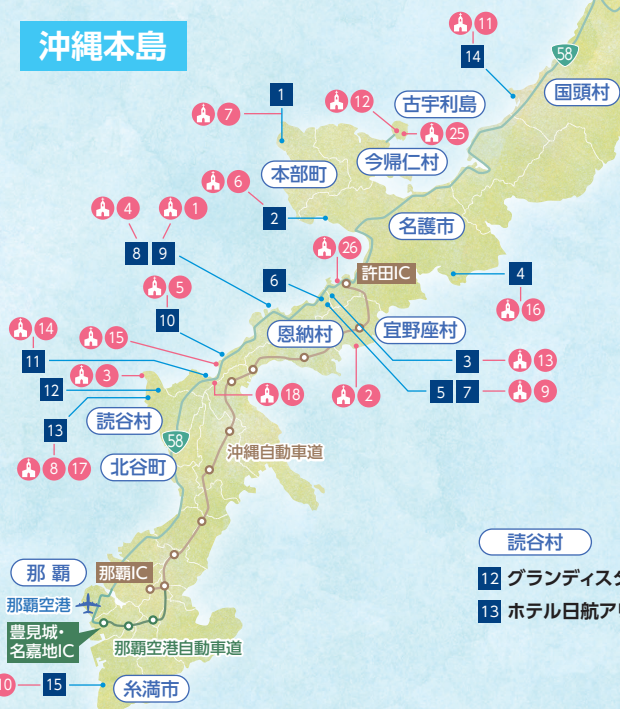 沖縄本島
11
14
58
国頭村
1
7
12
古宇利島
25
今帰仁村
本部町
6
2
名護市
4
1
8 9
26
許田IC
6
4
16
5
10
恩納村
宜野座村
14
15
11
3
13
3
12
18
2
5 7
9
読谷村
13
58
北谷町
8 17
沖縄自動車道
那覇
那覇IC
那覇空港
豊見城・
名嘉地IC
那覇空港自動車道
10
15
糸満市
読谷村
12 グランディスタ
13 ホテル日航アリ